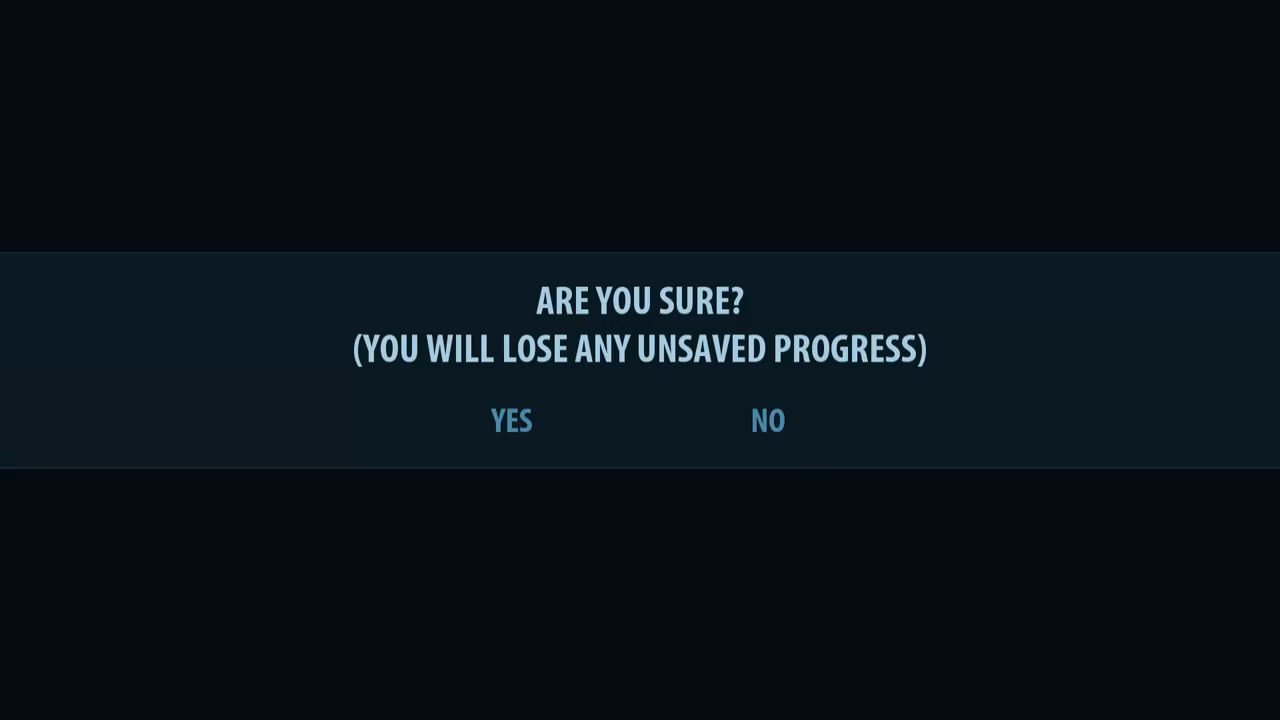 ARE YOU SURE?
(YOU WILL LOSE ANY UNSAVED PROGRESS)
YES NO